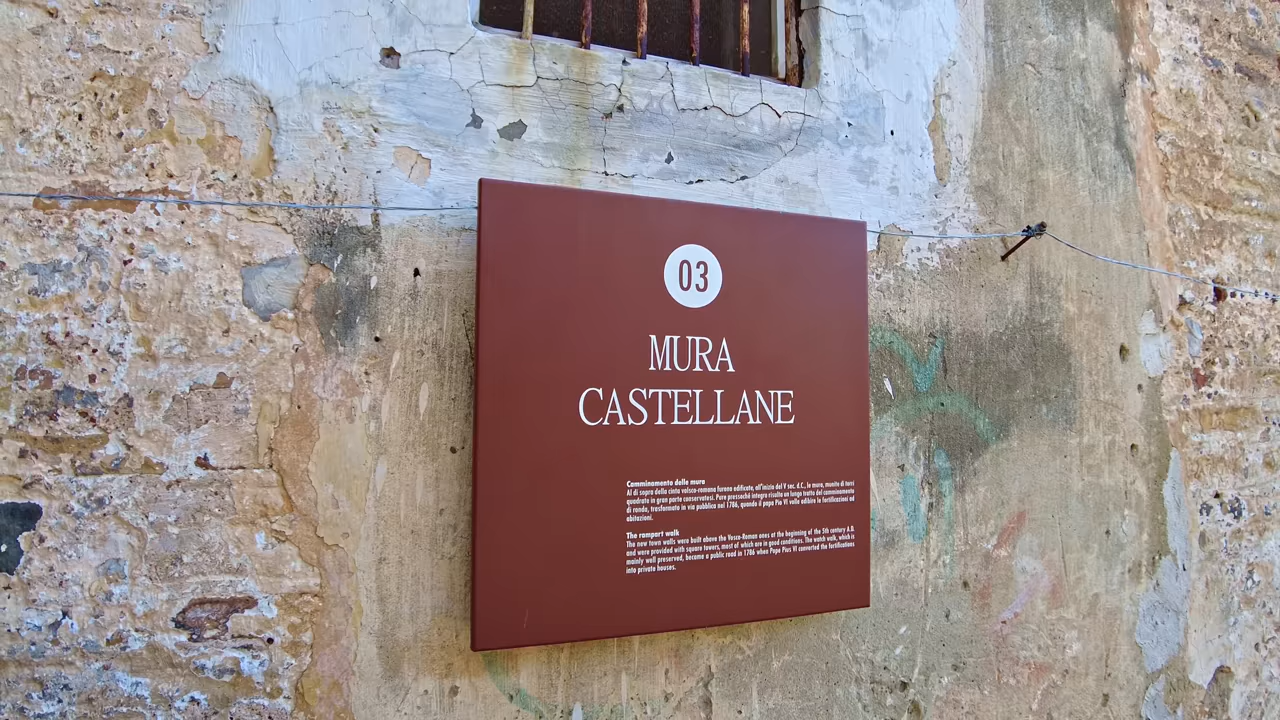 03
MURA
CASTELLANE
Camminamento delle mura
Al di sopra della cinta volsco-romana furono edificate, all'inizio del V sec. d.C., le mura, munite di torri
quadrate in gran parte conservatesi. Pure pressoché integro risulta un lungo tratto del camminamento
di ronda, trasformato in via pubblica nel 1786, quando il papa Pio VI volle adibire le fortificazioni ad
abitazioni.
The rampart walk
The new town walls were built above the Vosco-Roman ones at the beginning of the 5th century A.D.
and were provided with square towers, most of which are in good conditions. The watch walk, which is
mainly well preserved, became a public road in 1786 when Pope Pius VI converted the fortifications
into private houses.